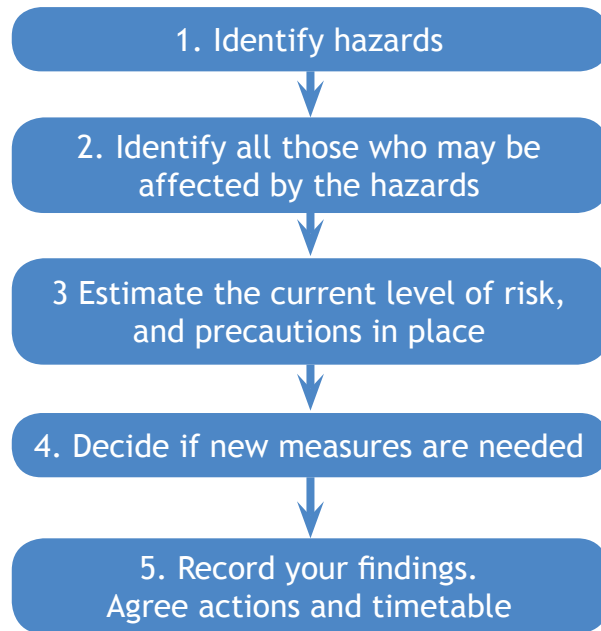 1. Identify hazards
2. Identify all those who may be
affected by the hazards
3 Estimate the current level of risk,
and precautions in place
4. Decide if new measures are needed
5. Record your findings.
Agree actions and timetable